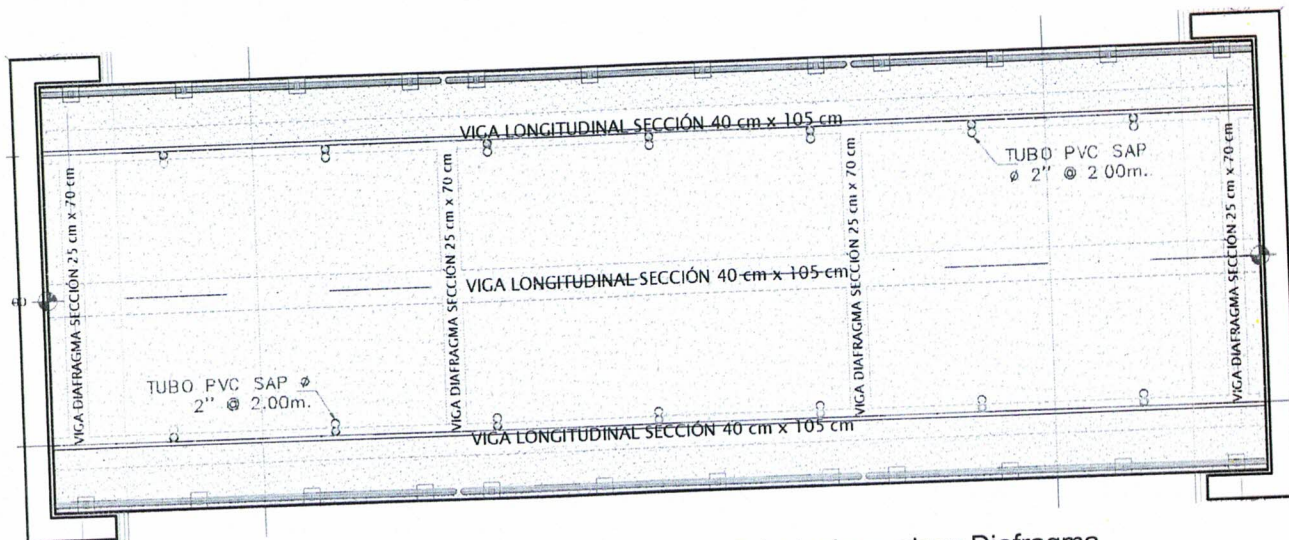 VIGA LONGITUDINAL SECCIÓN 40 cm x 105 cm
TUBO PVC SAP
ø 2" @ 2.00m.
VIGA DIAFRAGMA SECCIÓN 25 cm x 70 cm
VIGA DIAFRAGMA SECCIÓN 25 cm x 70 cm
VIGA DIAFRAGMA SECCIÓN 25 cm x 70 cm
VIGA DIAFRAGMA SECCIÓN 25 cm x 70 cm
VIGA LONGITUDINAL SECCIÓN 40 cm x 105 cm
TUBO PVC SAP ø
2" @ 2.00m.
VIGA LONGITUDINAL SECCIÓN 40 cm x 105 cm
Diafragma